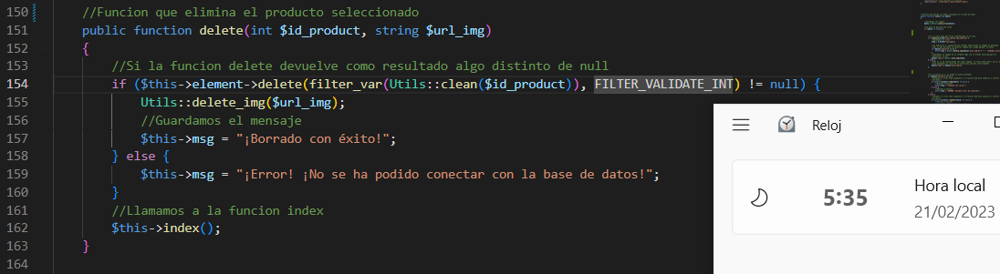 150 //Funcion que elimina el producto seleccionado
151 public function delete(int $id_product, string $url_img)
152 {
153 //Si la funcion delete devuelve como resultado algo distinto de null
154 if ($this->element->delete(filter_var(Utils::clean($id_product)), FILTER_VALIDATE_INT) != null) {
155 Utils::delete_img($url_img);
156 //Guardamos el mensaje
157 $this->msg = "¡Borrado con éxito!";
158 } else {
159 $this->msg = "¡Error! ¡No se ha podido conectar con la base de datos!";
160 }
161 //Llamamos a la funcion index
162 $this->index();
163 }
164
Reloj
5:35
Hora local
21/02/2023